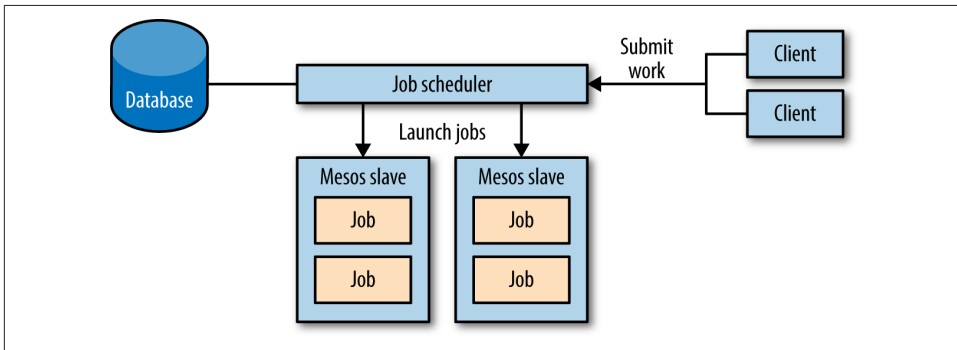 Submit
work
Client
Database
Job scheduler
Client
Launch jobs
Mesos slave
Mesos slave
Job
Job
Job
Job